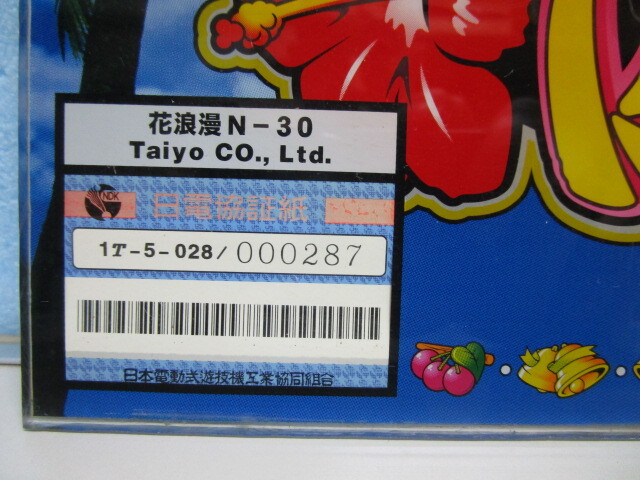 花浪漫N-30
Taiyo CO., Ltd.
NDK
日電協証紙
1T-5-028/000287
日本電動式遊技機工業協同組合